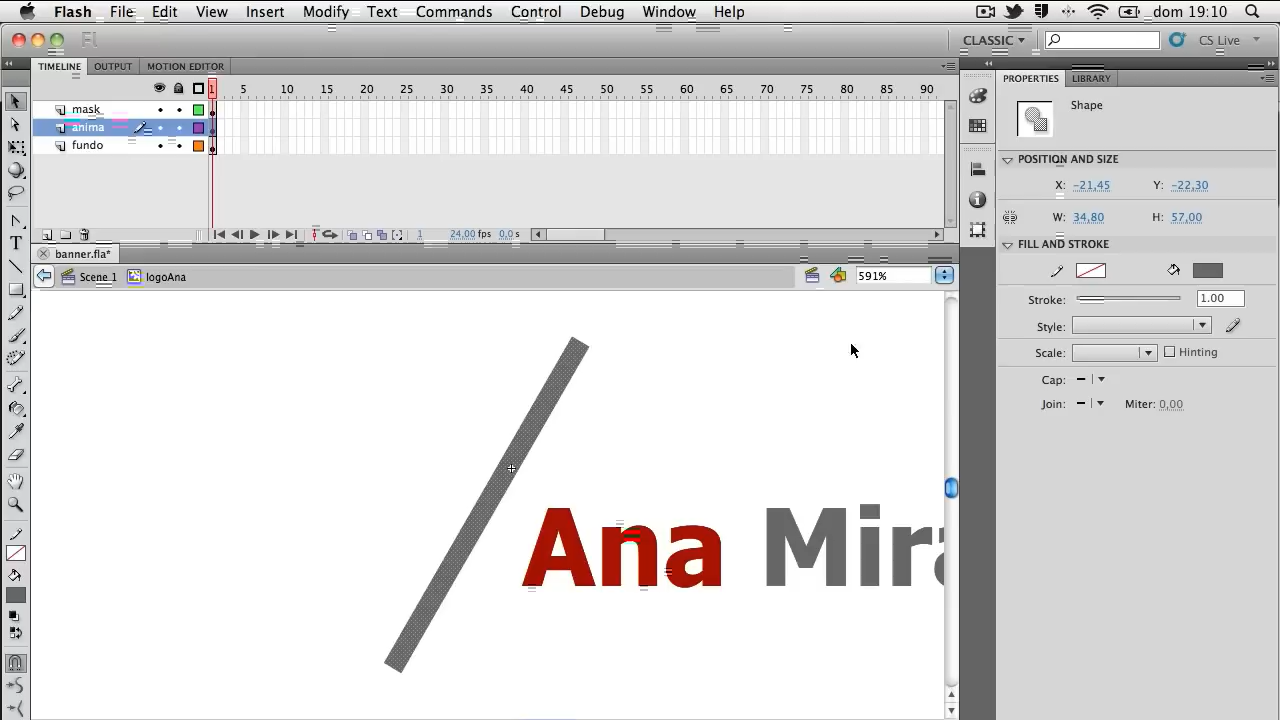 Flash File Edit View Insert Modify Text Commands Control Debug Window Help dom 19:10
Fl CLASSIC CS Live
TIMELINE OUTPUT MOTION EDITOR
1 5 10 15 20 25 30 35 40 45 50 55 60 65 70 75 80 85 90
mask
anima
fundo
1 24,00 fps 0,0 s
banner.fla*
Scene 1 logoAna 591%
Ana Mira
PROPERTIES LIBRARY
Shape
POSITION AND SIZE
X: -21,45 Y: -22,30
W: 34,80 H: 57,00
FILL AND STROKE
Stroke: 1.00
Style:
Scale: Hinting
Cap:
Join: Miter: 0,00